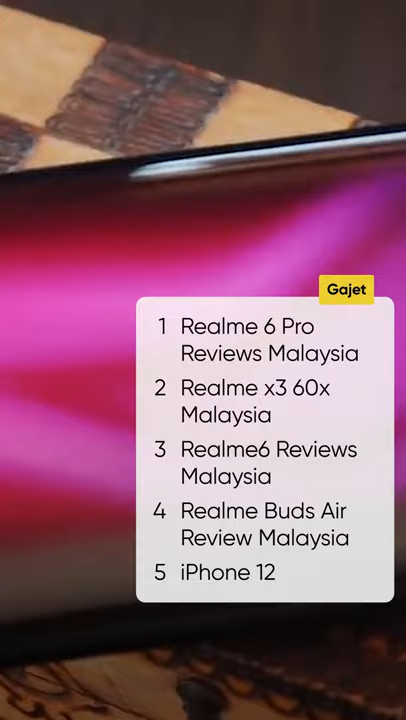 Gajet
1 Realme 6 Pro
Reviews Malaysia
2 Realme x3 60x
Malaysia
3 Realme6 Reviews
Malaysia
4 Realme Buds Air
Review Malaysia
5 iPhone 12